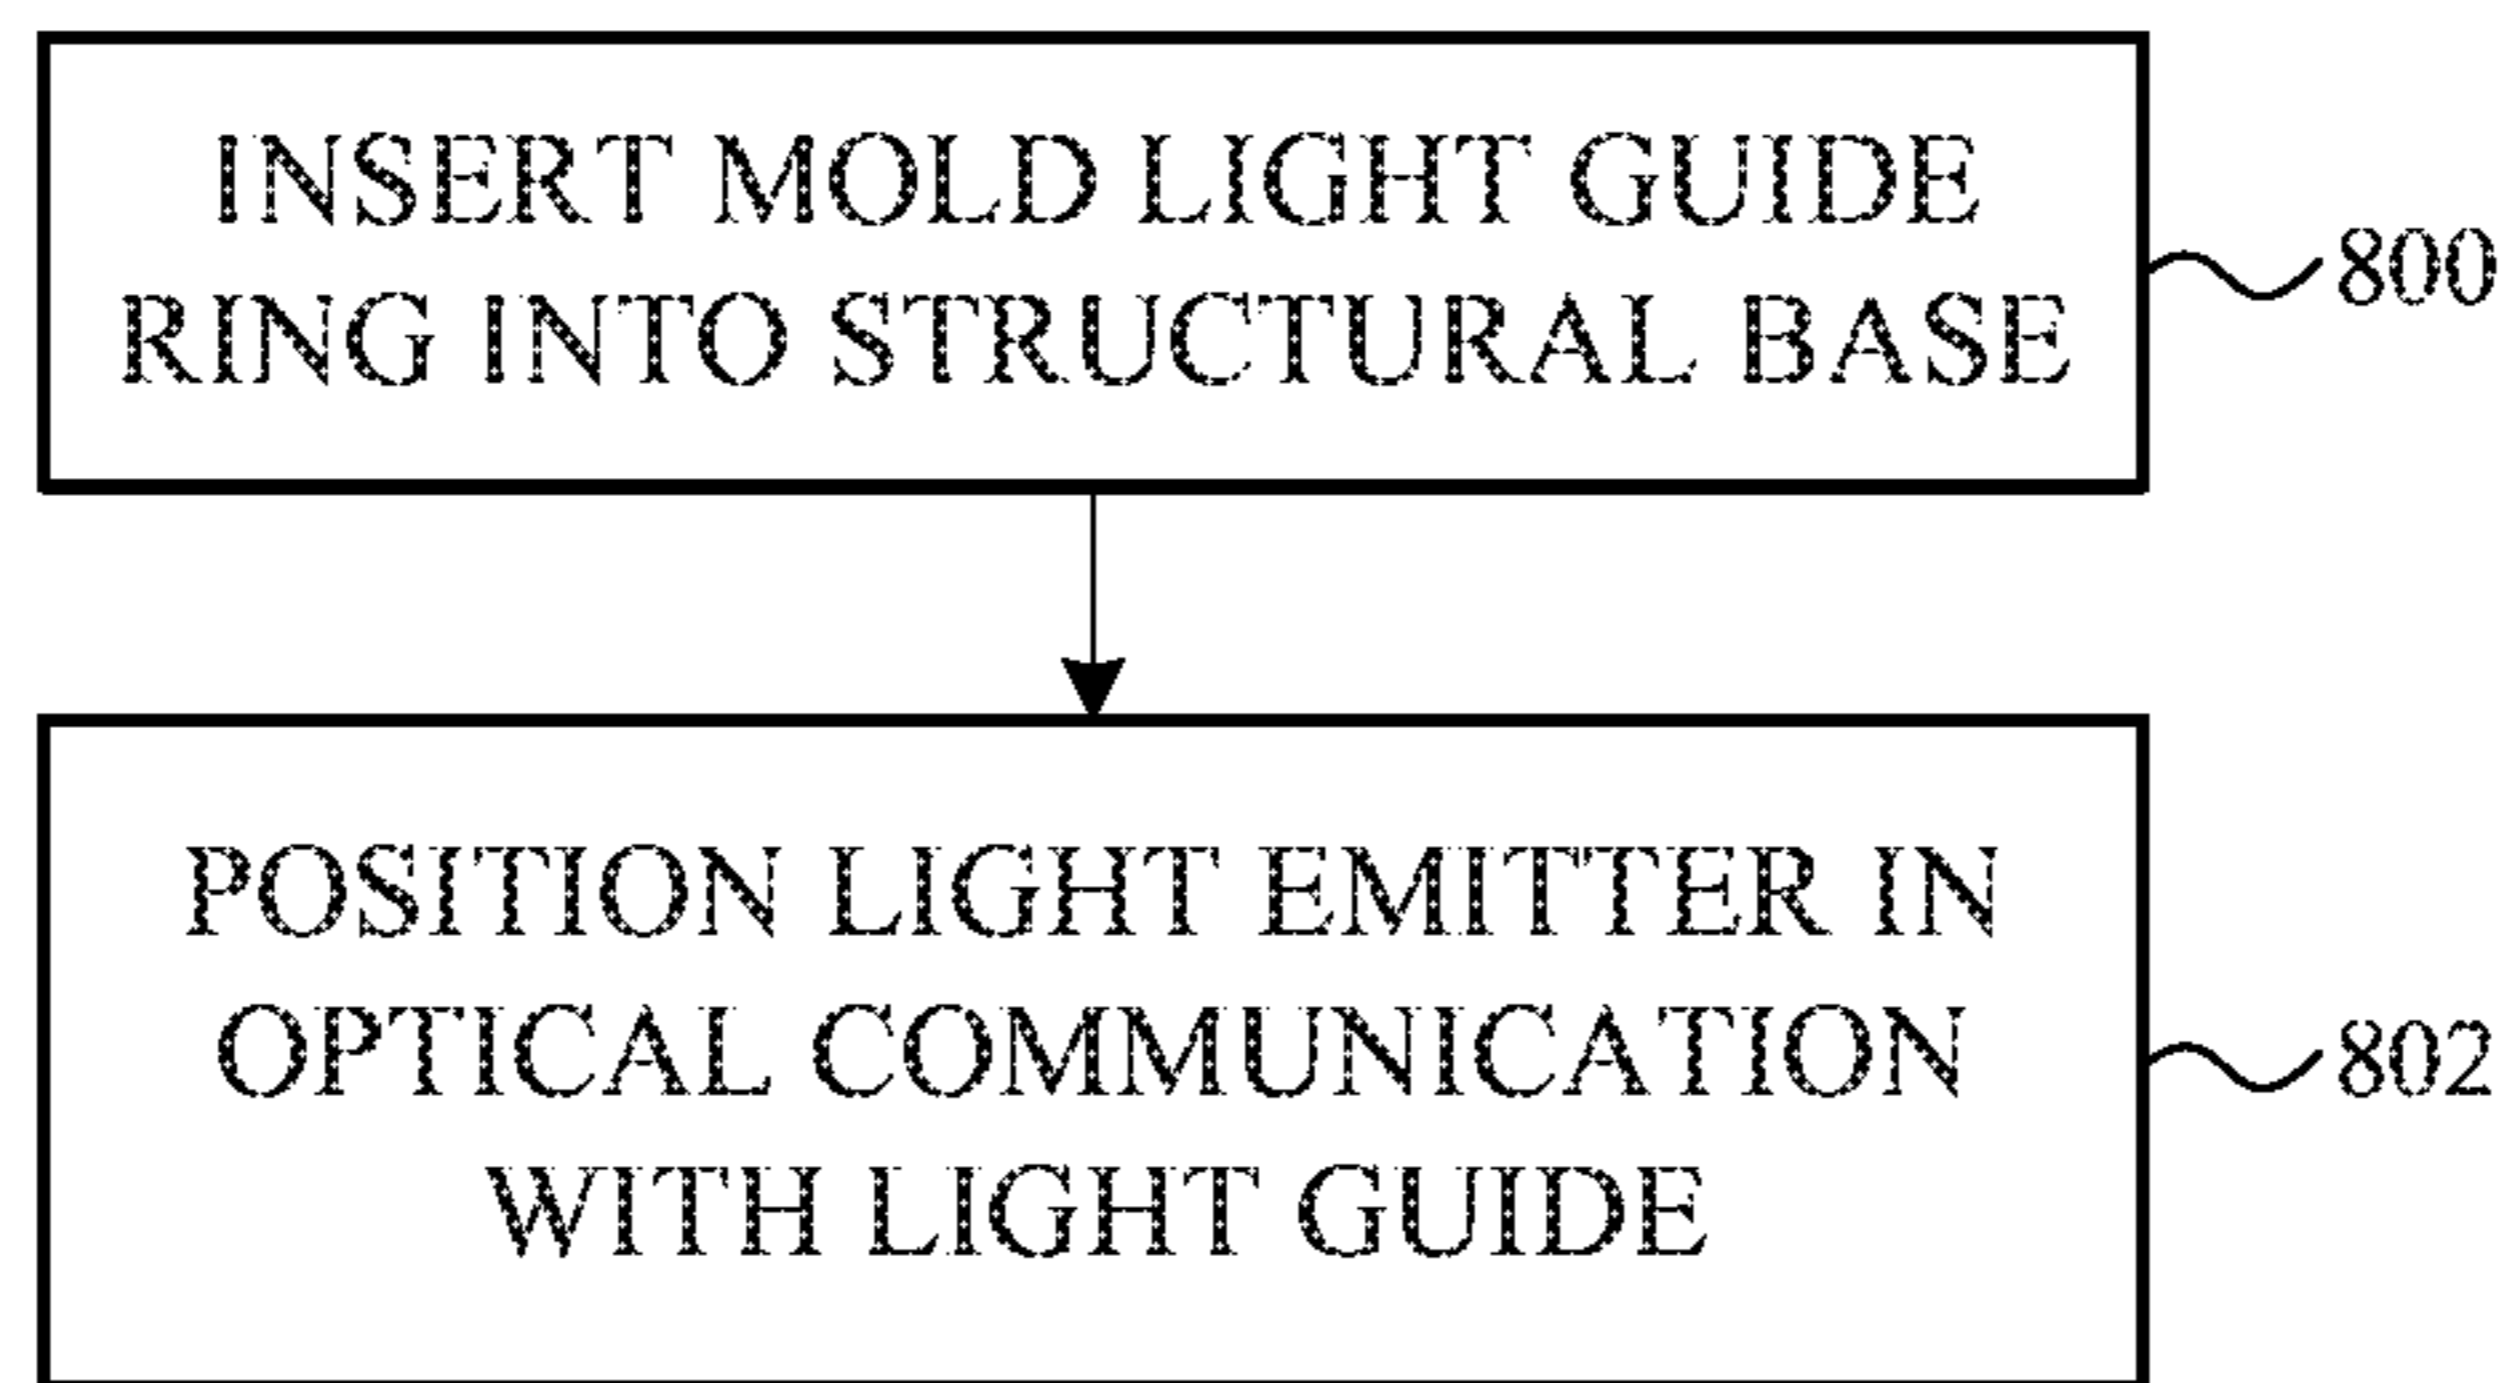 INSERT MOLD LIGHT GUIDE
RING INTO STRUCTURAL BASE
800
POSITION LIGHT EMITTER IN
OPTICAL COMMUNICATION
WITH LIGHT GUIDE
802